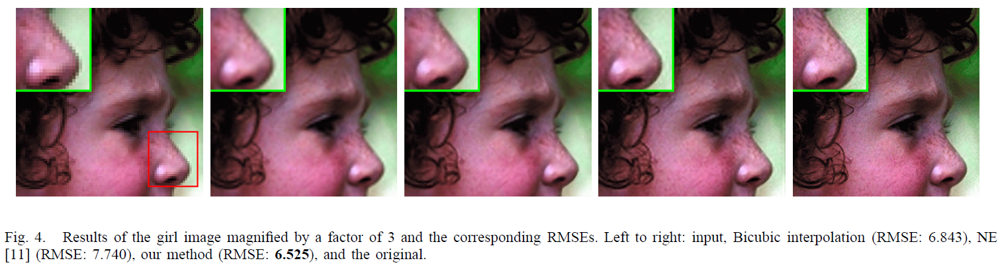 Fig. 4. Results of the girl image magnified by a factor of 3 and the corresponding RMSEs. Left to right: input, Bicubic interpolation (RMSE: 6.843), NE
[11] (RMSE: 7.740), our method (RMSE: 6.525), and the original.